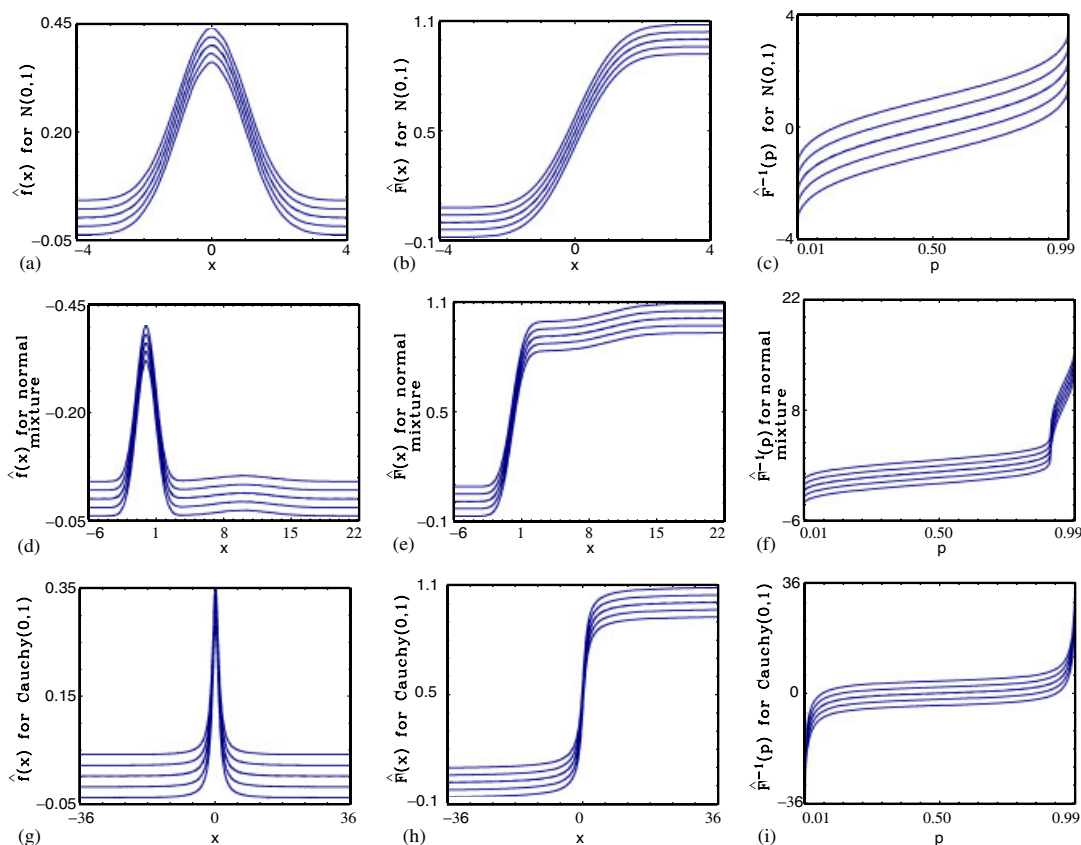 0.45
0.20
−0.05
−4
0
4
f̂(x) for N(0,1)
x
(a)
1.1
0.5
−0.1
−4
0
4
F̂(x) for N(0,1)
x
(b)
4
0
−4
0.01
0.50
0.99
F̂⁻¹(p) for N(0,1)
p
(c)
−0.45
−0.20
−0.05
−6
1
8
15
22
f̂(x) for normal
mixture
x
(d)
1.1
0.5
−0.1
−6
1
8
15
22
F̂(x) for normal
mixture
x
(e)
22
8
−6
0.01
0.50
0.99
F̂⁻¹(p) for normal
mixture
p
(f)
0.35
0.15
−0.05
−36
0
36
f̂(x) for Cauchy(0,1)
x
(g)
1.1
0.5
−0.1
−36
0
36
F̂(x) for Cauchy(0,1)
x
(h)
36
0
−36
0.01
0.50
0.99
F̂⁻¹(p) for Cauchy(0,1)
p
(i)